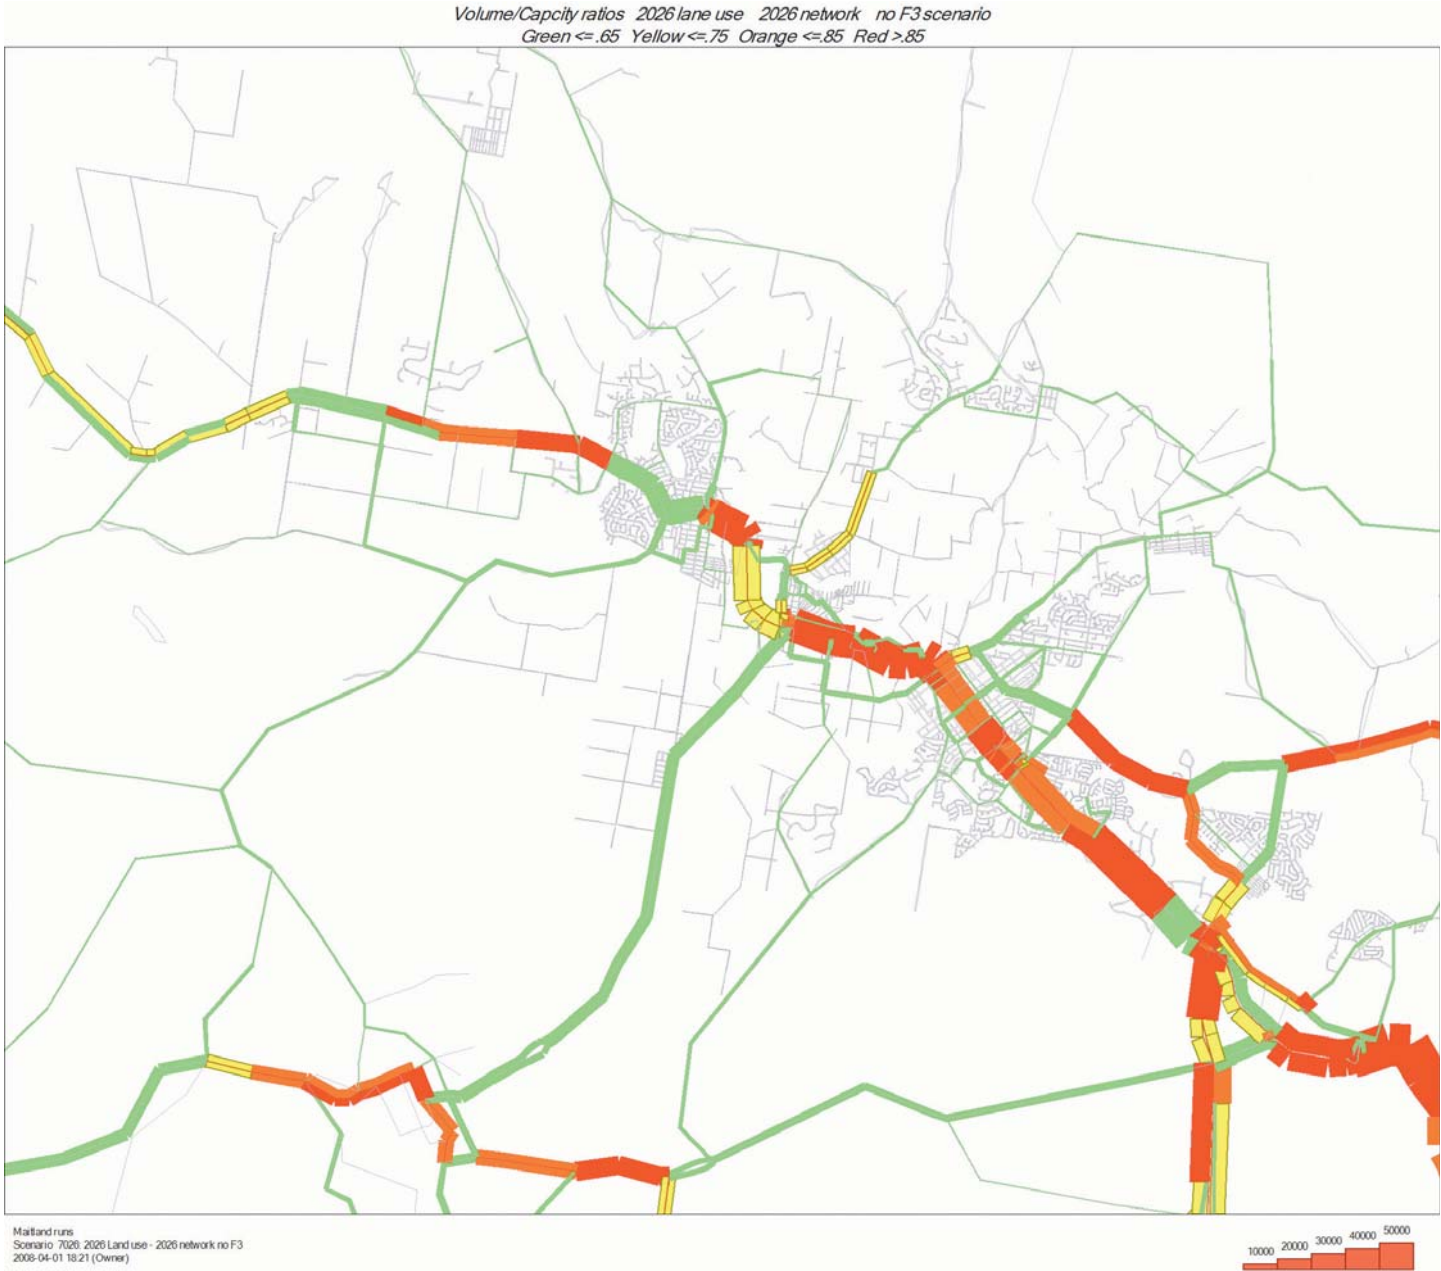 Volume/Capcity ratios 2026 lane use 2026 network no F3 scenario
Green <= .65 Yellow <=.75 Orange <=.85 Red >.85
Maitland runs
Scenario 7026: 2026 Land use - 2026 network no F3
2008-04-01 18:21 (Owner)
10000 20000 30000 40000 50000